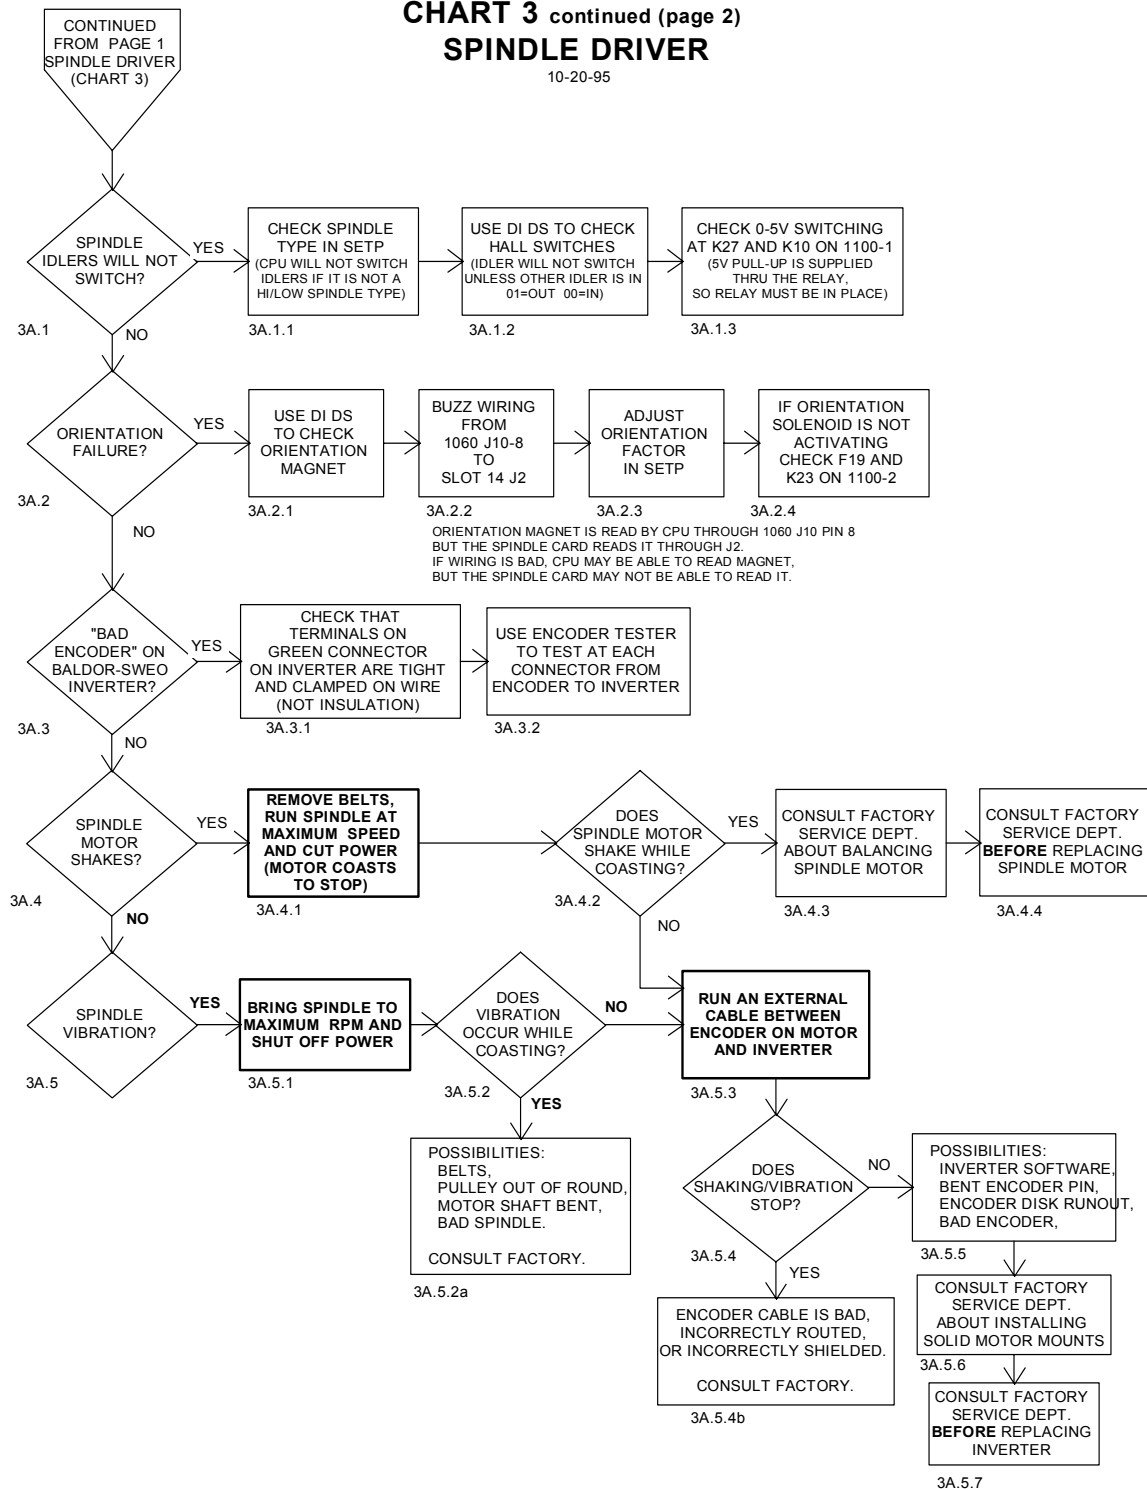 CHART 3 continued (page 2)
SPINDLE DRIVER
10-20-95
CONTINUED
FROM PAGE 1
SPINDLE DRIVER
(CHART 3)
SPINDLE
IDLERS WILL NOT
SWITCH?
YES
3A.1
NO
CHECK SPINDLE
TYPE IN SETP
(CPU WILL NOT SWITCH
IDLERS IF IT IS NOT A
HI/LOW SPINDLE TYPE)
3A.1.1
USE DI DS TO CHECK
HALL SWITCHES
(IDLER WILL NOT SWITCH
UNLESS OTHER IDLER IS IN
01=OUT 00=IN)
3A.1.2
CHECK 0-5V SWITCHING
AT K27 AND K10 ON 1100-1
(5V PULL-UP IS SUPPLIED
THRU THE RELAY,
SO RELAY MUST BE IN PLACE)
3A.1.3
ORIENTATION
FAILURE?
YES
3A.2
NO
USE DI DS
TO CHECK
ORIENTATION
MAGNET
3A.2.1
BUZZ WIRING
FROM
1060 J10-8
TO
SLOT 14 J2
3A.2.2
ADJUST
ORIENTATION
FACTOR
IN SETP
3A.2.3
IF ORIENTATION
SOLENOID IS NOT
ACTIVATING
CHECK F19 AND
K23 ON 1100-2
3A.2.4
ORIENTATION MAGNET IS READ BY CPU THROUGH 1060 J10 PIN 8
BUT THE SPINDLE CARD READS IT THROUGH J2.
IF WIRING IS BAD, CPU MAY BE ABLE TO READ MAGNET,
BUT THE SPINDLE CARD MAY NOT BE ABLE TO READ IT.
"BAD
ENCODER" ON
BALDOR-SWEO
INVERTER?
YES
3A.3
NO
CHECK THAT
TERMINALS ON
GREEN CONNECTOR
ON INVERTER ARE TIGHT
AND CLAMPED ON WIRE
(NOT INSULATION)
3A.3.1
USE ENCODER TESTER
TO TEST AT EACH
CONNECTOR FROM
ENCODER TO INVERTER
3A.3.2
SPINDLE
MOTOR
SHAKES?
YES
3A.4
NO
REMOVE BELTS,
RUN SPINDLE AT
MAXIMUM SPEED
AND CUT POWER
(MOTOR COASTS
TO STOP)
3A.4.1
DOES
SPINDLE MOTOR
SHAKE WHILE
COASTING?
YES
3A.4.2
NO
CONSULT FACTORY
SERVICE DEPT.
ABOUT BALANCING
SPINDLE MOTOR
3A.4.3
CONSULT FACTORY
SERVICE DEPT.
BEFORE REPLACING
SPINDLE MOTOR
3A.4.4
SPINDLE
VIBRATION?
YES
3A.5
BRING SPINDLE TO
MAXIMUM RPM AND
SHUT OFF POWER
3A.5.1
DOES
VIBRATION
OCCUR WHILE
COASTING?
NO
3A.5.2
YES
POSSIBILITIES:
BELTS,
PULLEY OUT OF ROUND,
MOTOR SHAFT BENT,
BAD SPINDLE.
CONSULT FACTORY.
3A.5.2a
RUN AN EXTERNAL
CABLE BETWEEN
ENCODER ON MOTOR
AND INVERTER
3A.5.3
DOES
SHAKING/VIBRATION
STOP?
NO
3A.5.4
YES
ENCODER CABLE IS BAD,
INCORRECTLY ROUTED,
OR INCORRECTLY SHIELDED.
CONSULT FACTORY.
3A.5.4b
POSSIBILITIES:
INVERTER SOFTWARE,
BENT ENCODER PIN,
ENCODER DISK RUNOUT,
BAD ENCODER,
3A.5.5
CONSULT FACTORY
SERVICE DEPT.
ABOUT INSTALLING
SOLID MOTOR MOUNTS
3A.5.6
CONSULT FACTORY
SERVICE DEPT.
BEFORE REPLACING
INVERTER
3A.5.7